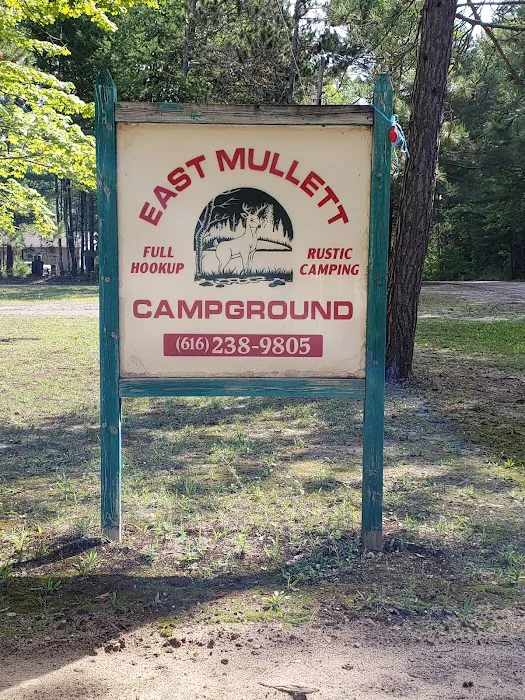 EAST MULLETT
FULL
HOOKUP
RUSTIC
CAMPING
CAMPGROUND
(616) 238-9805